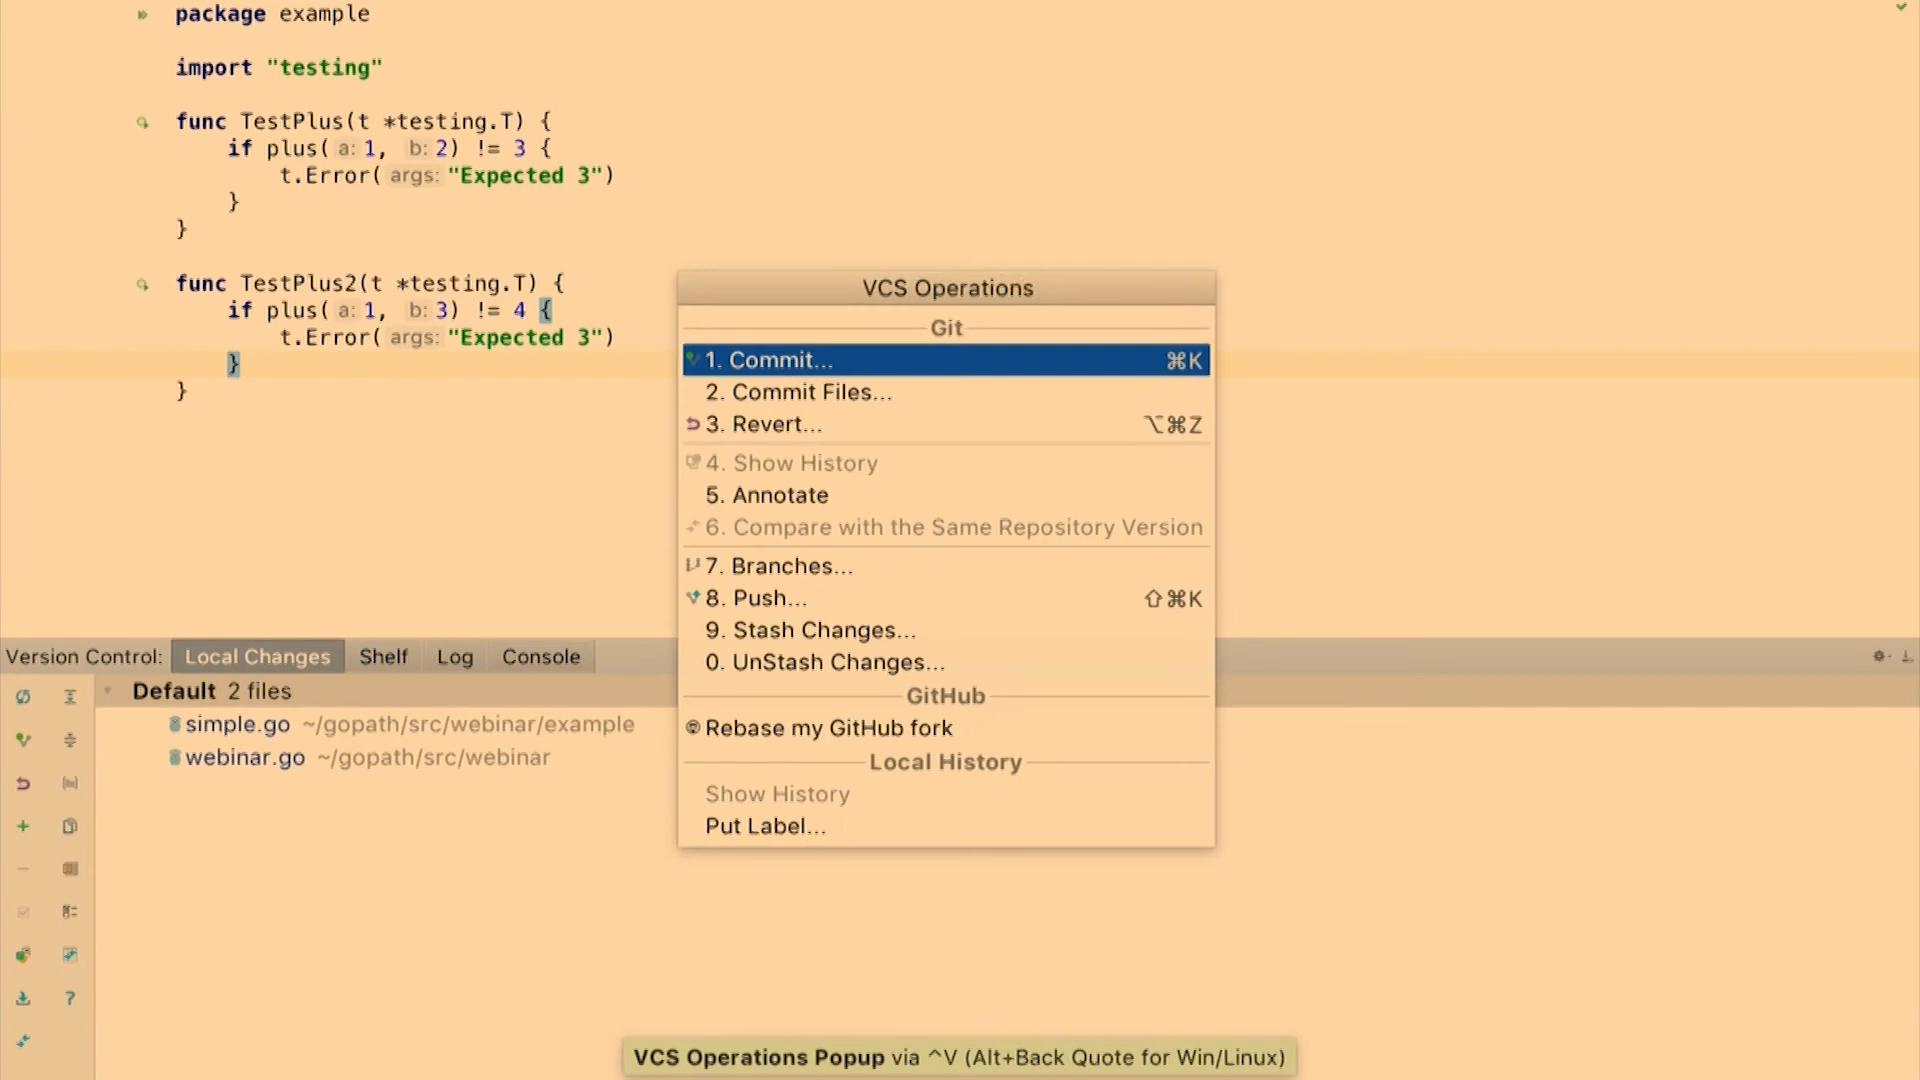 package example
import "testing"
func TestPlus(t *testing.T) {
if plus( a: 1, b: 2) != 3 {
t.Error( args: "Expected 3")
}
}
func TestPlus2(t *testing.T) {
if plus( a: 1, b: 3) != 4 {
t.Error( args: "Expected 3")
}
}
VCS Operations
Git
1. Commit... ⌘K
2. Commit Files...
3. Revert... ⌥⌘Z
4. Show History
5. Annotate
6. Compare with the Same Repository Version
7. Branches...
8. Push... ⇧⌘K
9. Stash Changes...
0. UnStash Changes...
GitHub
Rebase my GitHub fork
Local History
Show History
Put Label...
Version Control: Local Changes Shelf Log Console
Default 2 files
simple.go ~/gopath/src/webinar/example
webinar.go ~/gopath/src/webinar
VCS Operations Popup via ^V (Alt+Back Quote for Win/Linux)